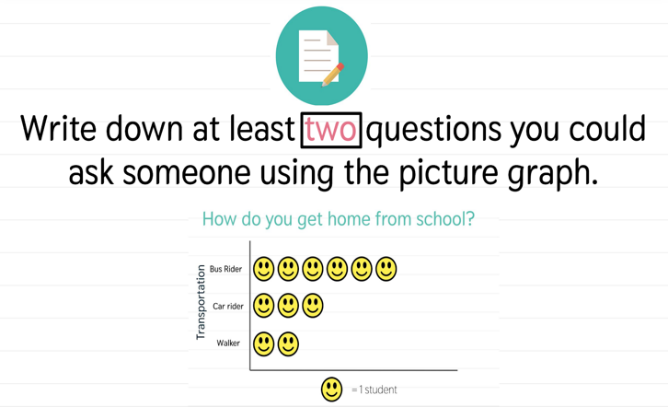 Write down at least two questions you could
ask someone using the picture graph.
How do you get home from school?
Transportation
Bus Rider
Car rider
Walker
= 1 student